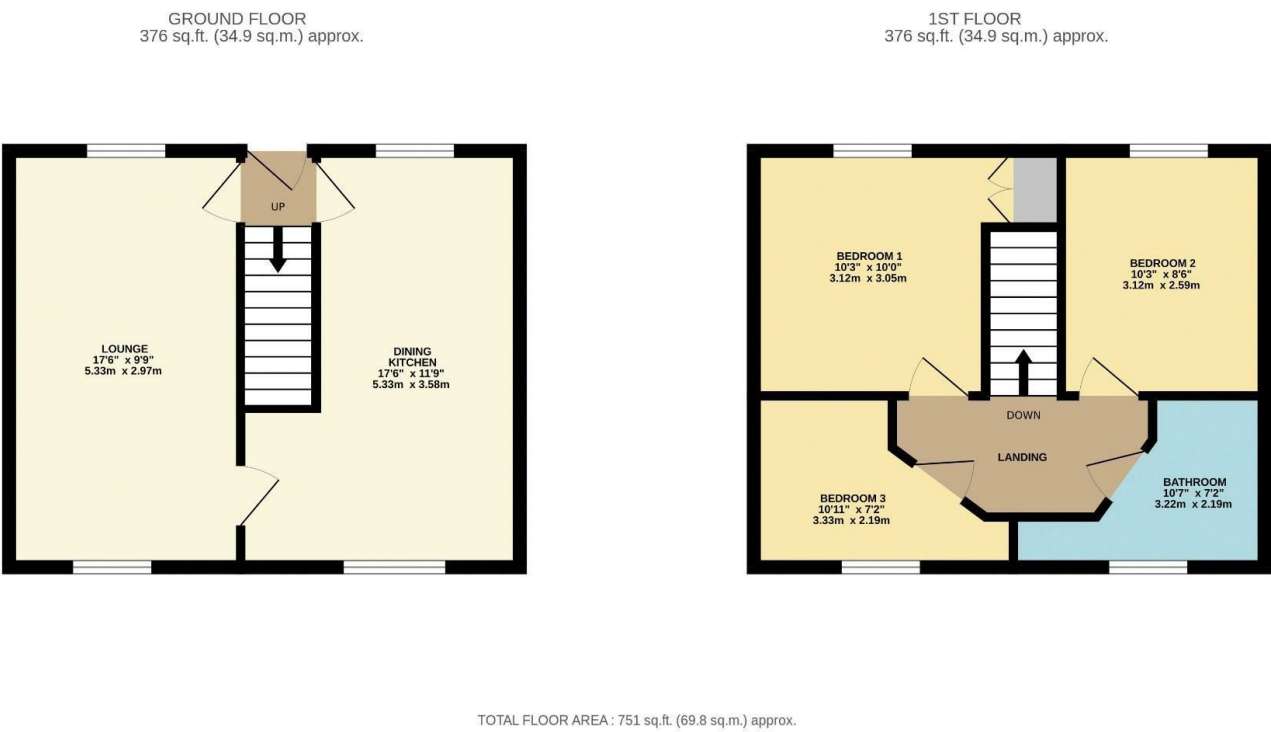 GROUND FLOOR
376 sq.ft. (34.9 sq.m.) approx.
UP
LOUNGE
17'6" x 9'9"
5.33m x 2.97m
DINING
KITCHEN
17'6" x 11'9"
5.33m x 3.58m
1ST FLOOR
376 sq.ft. (34.9 sq.m.) approx.
BEDROOM 1
10'3" x 10'0"
3.12m x 3.05m
BEDROOM 2
10'3" x 8'6"
3.12m x 2.59m
DOWN
LANDING
BEDROOM 3
10'11" x 7'2"
3.33m x 2.19m
BATHROOM
10'7" x 7'2"
3.22m x 2.19m
TOTAL FLOOR AREA : 751 sq.ft. (69.8 sq.m.) approx.